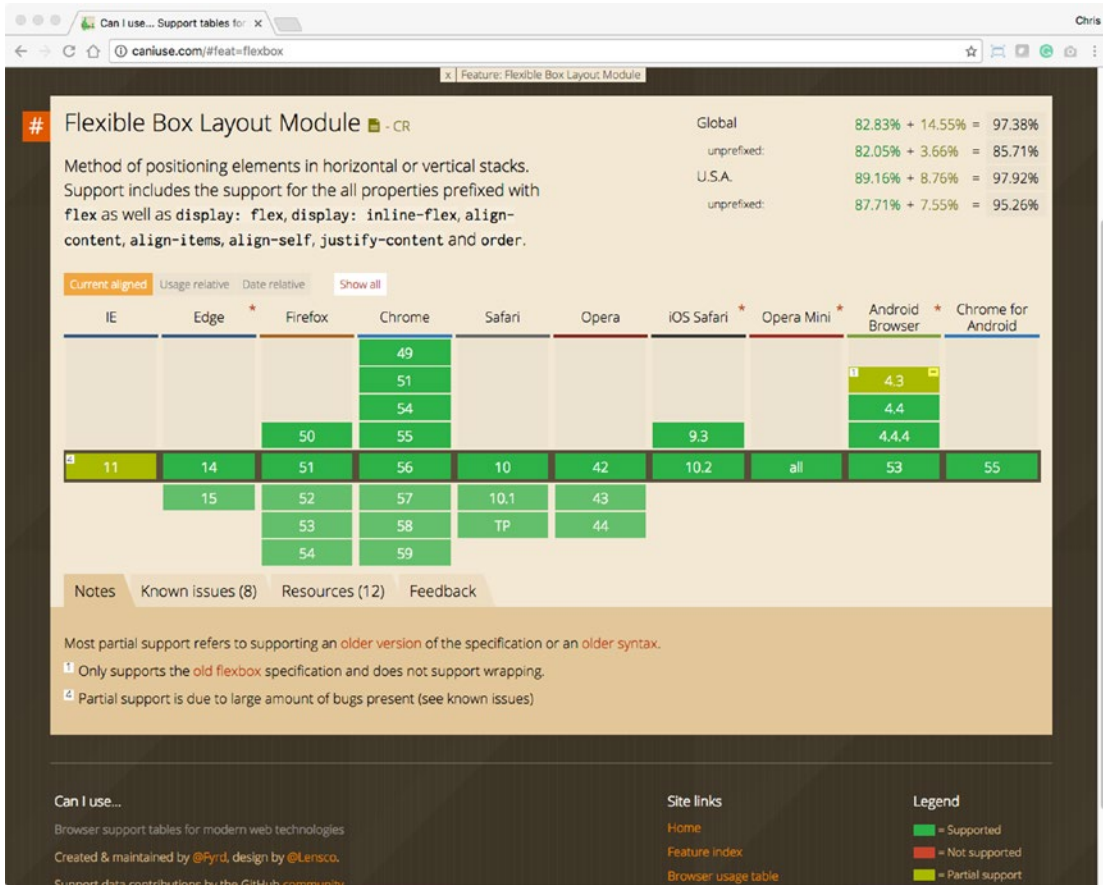 Can I use... Support tables for
Chris
caniuse.com/#feat=flexbox
x Feature: Flexible Box Layout Module
# Flexible Box Layout Module - CR
Method of positioning elements in horizontal or vertical stacks.
Support includes the support for the all properties prefixed with
flex as well as display: flex, display: inline-flex, align-
content, align-items, align-self, justify-content and order.
Global 82.83% + 14.55% = 97.38%
unprefixed: 82.05% + 3.66% = 85.71%
U.S.A. 89.16% + 8.76% = 97.92%
unprefixed: 87.71% + 7.55% = 95.26%
Current aligned Usage relative Date relative Show all
IE Edge * Firefox Chrome Safari Opera iOS Safari * Opera Mini * Android Browser * Chrome for Android
49
51 1 4.3 -
54 4.4
50 55 9.3 4.4.4
4 11 14 51 56 10 42 10.2 all 53 55
15 52 57 10.1 43
53 58 TP 44
54 59
Notes Known issues (8) Resources (12) Feedback
Most partial support refers to supporting an older version of the specification or an older syntax.
1 Only supports the old flexbox specification and does not support wrapping.
4 Partial support is due to large amount of bugs present (see known issues)
Can I use...
Browser support tables for modern web technologies
Created & maintained by @Fyrd, design by @Lensco.
Support data contributions by the GitHub community.
Site links
Home
Feature index
Browser usage table
Legend
= Supported
= Not supported
= Partial support